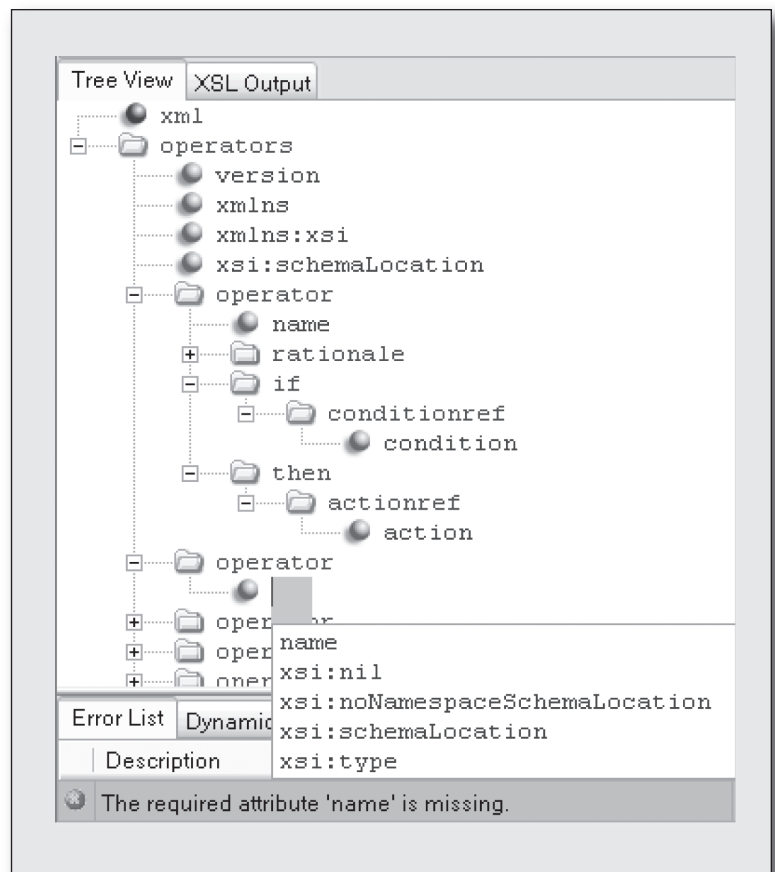 Tree View XSL Output
xml
operators
version
xmlns
xmlns:xsi
xsi:schemaLocation
operator
name
rationale
if
conditionref
condition
then
actionref
action
operator
name
xsi:nil
xsi:noNamespaceSchemaLocation
xsi:schemaLocation
xsi:type
Error List Dynamic
Description
The required attribute 'name' is missing.